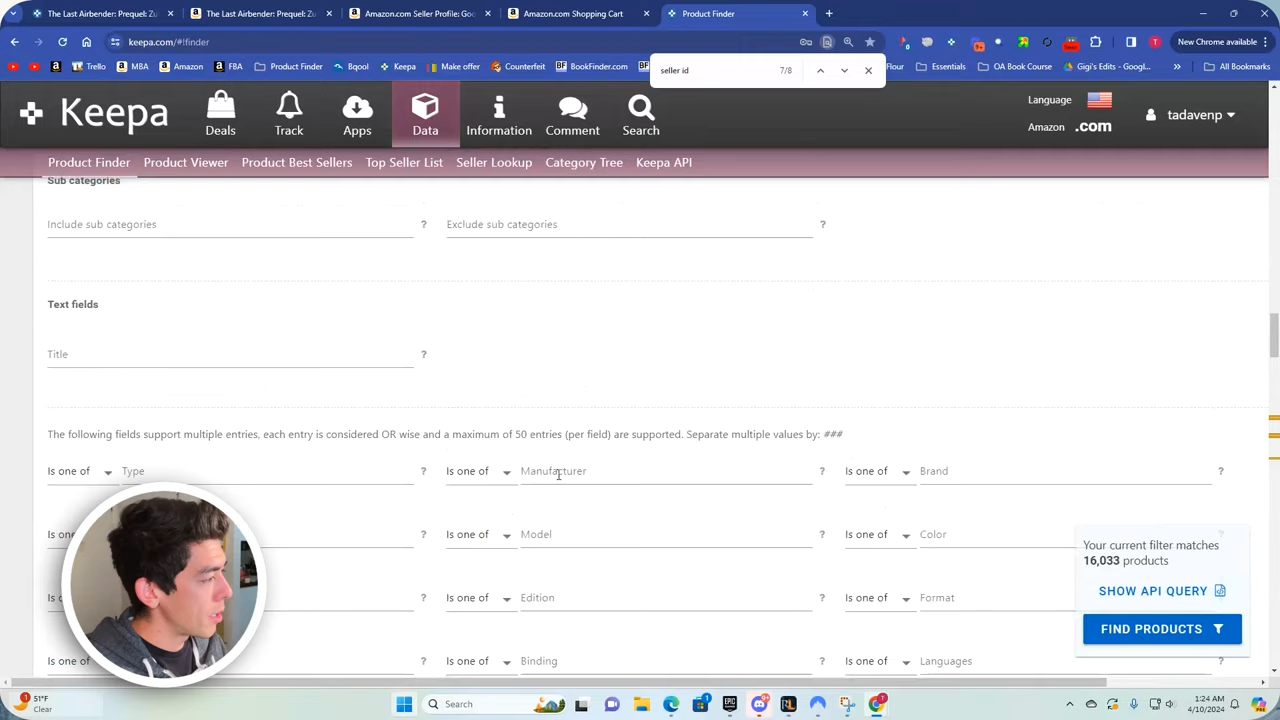 The Last Airbender: Prequel: Zu
The Last Airbender: Prequel: Zu
Amazon.com Seller Profile: Goo
Amazon.com Shopping Cart
Product Finder
keepa.com/#!finder
New Chrome available
Trello
MBA
Amazon
FBA
Product Finder
Bqool
Keepa
Make offer
Counterfeit
BookFinder.com
Flour
OA Book Course
Gigi's Edits - Gene...
All Bookmarks
seller id 7/8
Keepa
Deals
Track
Apps
Data
Information
Comment
Search
Language
Amazon .com
tadavenp
Product Finder
Product Viewer
Product Best Sellers
Top Seller List
Seller Lookup
Category Tree
Keepa API
Sub categories
Include sub categories ?
Exclude sub categories ?
Text fields
Title ?
The following fields support multiple entries, each entry is considered OR wise and a maximum of 50 entries (per field) are supported. Separate multiple values by: ###
Is one of Type ?
Is one of Manufacturer ?
Is one of Brand ?
?
Is one of Model ?
Is one of Color
?
Is one of Edition ?
Is one of Format
?
Is one of Binding ?
Is one of Languages
Your current filter matches
16,033 products
SHOW API QUERY
FIND PRODUCTS
51°F
Clear
Search
1:24 AM
4/10/2024